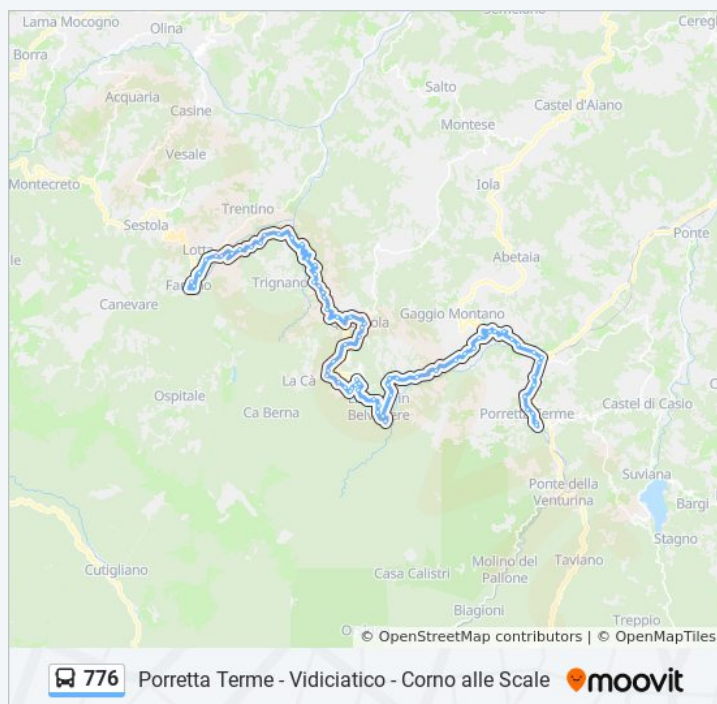 Lama Mocogno
Olina
Cereg
Borra
Acquaria
Salto
Castel d'Aiano
Casine
Montese
Vesale
Montecreto
Iola
Trentino
Sestola
Ponte
Lotta
Abetaia
Trignano
Canevare
Gaggio Montano
La Cà
Ospitale
Ca Berna
Porretta Terme
Castel di Casio
Suviana
Ponte della
Venturina
Bargi
Stagno
Cutigliano
Casa Calistri
Molino del
Pallone
Taviano
Biagioni
Treppio
© OpenStreetMap contributors | © OpenMapTiles
776 Porretta Terme - Vidiciatico - Corno alle Scale moovit